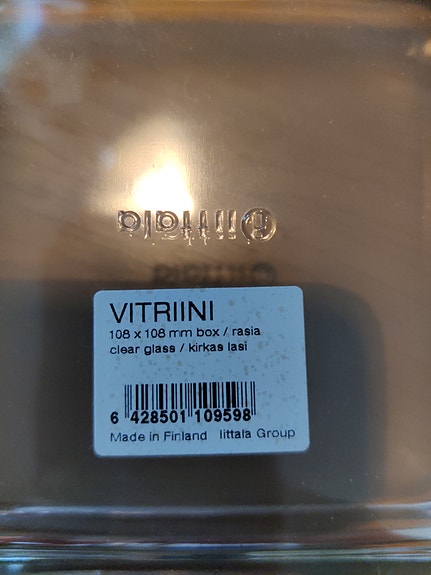 iittala
VITRIINI
108 x 108 mm box / rasia
clear glass / kirkas lasi
6 428501 109598
Made in Finland Iittala Group